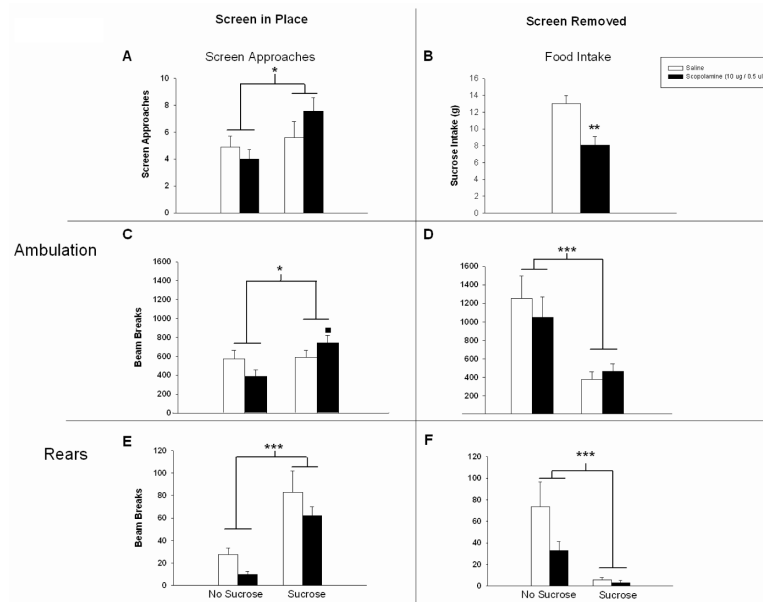 Screen in Place
Screen Removed
A
Screen Approaches
*
10
8
6
4
2
0
Screen Approaches
B
Food Intake
Saline
Scopolamine (10 ug / 0.5 ul
16
14
12
10
8
6
4
2
0
Sucrose Intake (g)
**
Ambulation
C
*
1600
1400
1200
1000
800
600
400
200
0
Beam Breaks
D
***
1600
1400
1200
1000
800
600
400
200
Beam Breaks
Rears
E
***
120
100
80
60
40
20
0
Beam Breaks
No Sucrose
Sucrose
F
***
120
100
80
60
40
20
0
No Sucrose
Sucrose